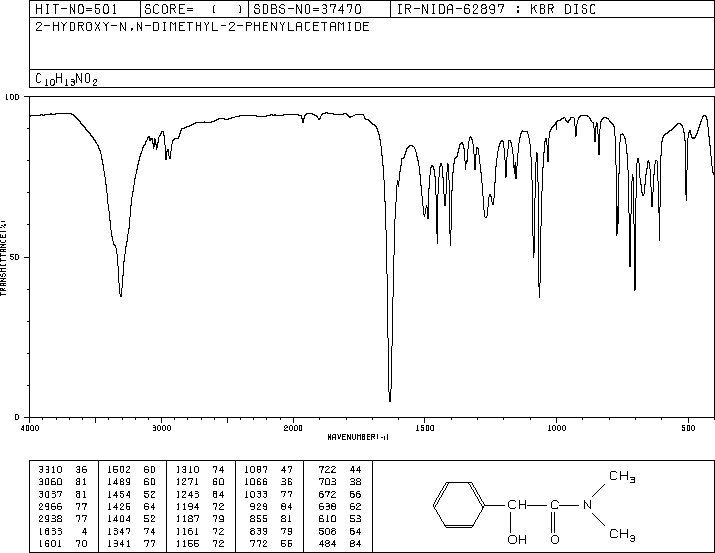 HIT-NO=501 SCORE= ( ) SDBS-NO=37470 IR-NIDA-62897 : KBR DISC
2-HYDROXY-N,N-DIMETHYL-2-PHENYLACETAMIDE
C10H13NO2
100
50
0
TRANSMITTANCE(%)
4000 3000 2000 1500 1000 500
WAVENUMBER(-1)
3310 36 1502 60 1310 74 1087 47 722 44
3060 81 1489 60 1271 60 1066 36 703 38
3037 81 1454 52 1243 64 1033 77 672 66
2966 77 1426 64 1194 72 929 84 638 62
2938 77 1404 52 1187 79 855 81 610 53
1633 4 1347 74 1161 72 839 79 508 64
1601 70 1341 77 1155 72 772 55 484 84
CH3
CH C N
OH O CH3